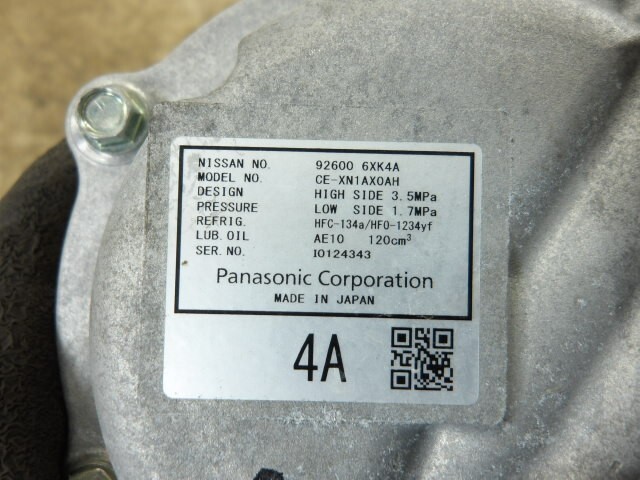 NISSAN NO. 92600 6XK4A
MODEL NO. CE-XN1AX0AH
DESIGN HIGH SIDE 3.5MPa
PRESSURE LOW SIDE 1.7MPa
REFRIG. HFC-134a/HFO-1234yf
LUB.OIL AE10 120cm³
SER.NO. I0124343
Panasonic Corporation
MADE IN JAPAN
4A